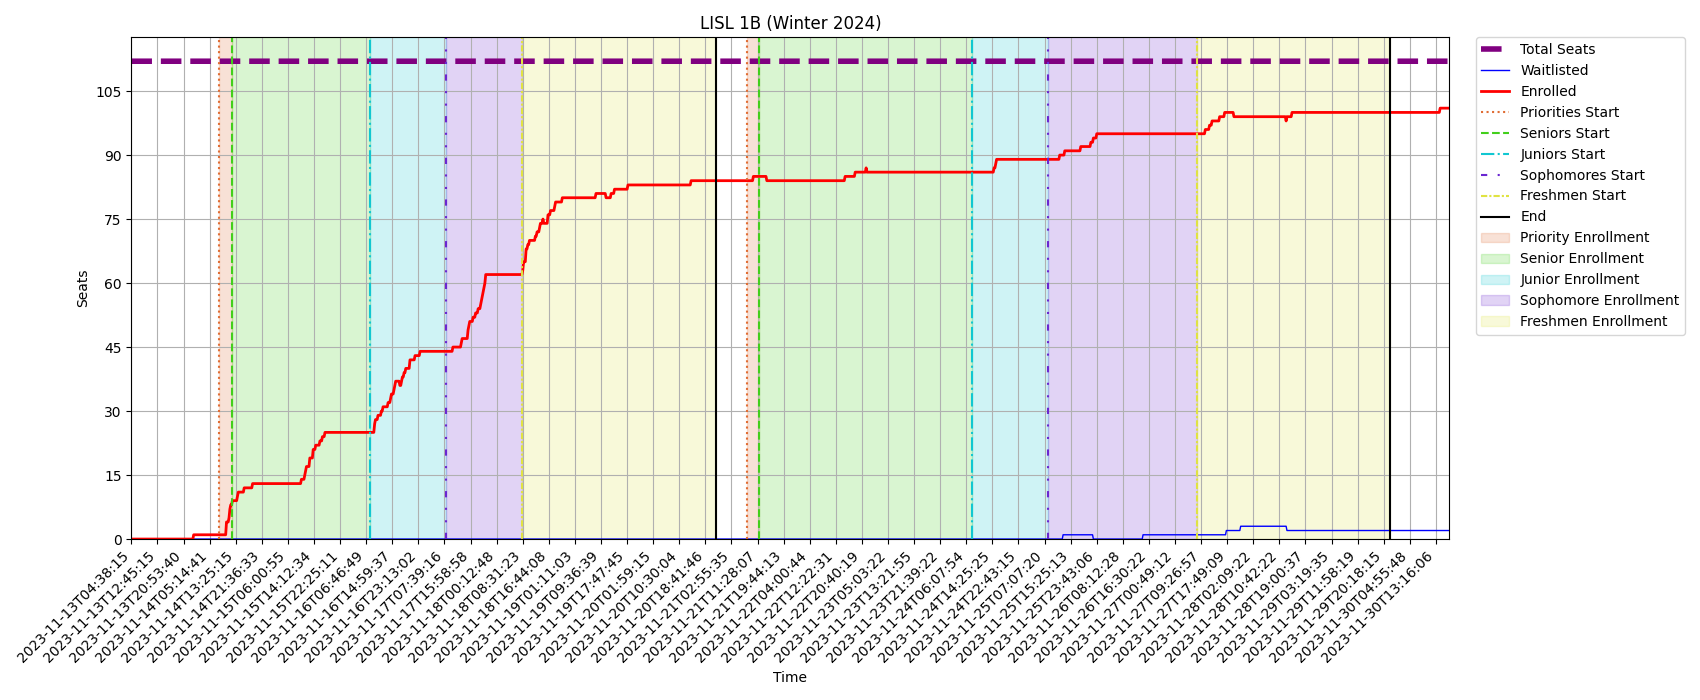 LISL 1B (Winter 2024)
Seats
105
90
75
60
45
30
15
0
2023-11-13T04:38:15
2023-11-13T12:45:15
2023-11-13T20:53:40
2023-11-14T05:14:41
2023-11-14T13:25:15
2023-11-14T21:36:33
2023-11-15T06:00:55
2023-11-15T14:12:34
2023-11-15T22:25:11
2023-11-16T06:46:49
2023-11-16T14:59:37
2023-11-16T23:13:02
2023-11-17T07:39:16
2023-11-17T15:58:58
2023-11-18T00:12:48
2023-11-18T08:31:23
2023-11-18T16:44:08
2023-11-19T01:11:03
2023-11-19T09:36:39
2023-11-19T17:47:45
2023-11-20T01:59:15
2023-11-20T10:30:04
2023-11-20T18:41:46
2023-11-21T02:55:35
2023-11-21T11:28:07
2023-11-21T19:44:13
2023-11-22T04:00:44
2023-11-22T12:22:31
2023-11-22T20:40:19
2023-11-23T05:03:22
2023-11-23T13:21:55
2023-11-23T21:39:22
2023-11-24T06:07:54
2023-11-24T14:25:25
2023-11-24T22:43:15
2023-11-25T07:07:20
2023-11-25T15:25:13
2023-11-25T23:43:06
2023-11-26T08:12:28
2023-11-26T16:30:22
2023-11-27T00:49:12
2023-11-27T09:26:57
2023-11-27T17:49:09
2023-11-28T02:09:22
2023-11-28T10:42:22
2023-11-28T19:00:37
2023-11-29T03:19:35
2023-11-29T11:58:19
2023-11-29T20:18:15
2023-11-30T04:55:48
2023-11-30T13:16:06
Time
Total Seats
Waitlisted
Enrolled
Priorities Start
Seniors Start
Juniors Start
Sophomores Start
Freshmen Start
End
Priority Enrollment
Senior Enrollment
Junior Enrollment
Sophomore Enrollment
Freshmen Enrollment